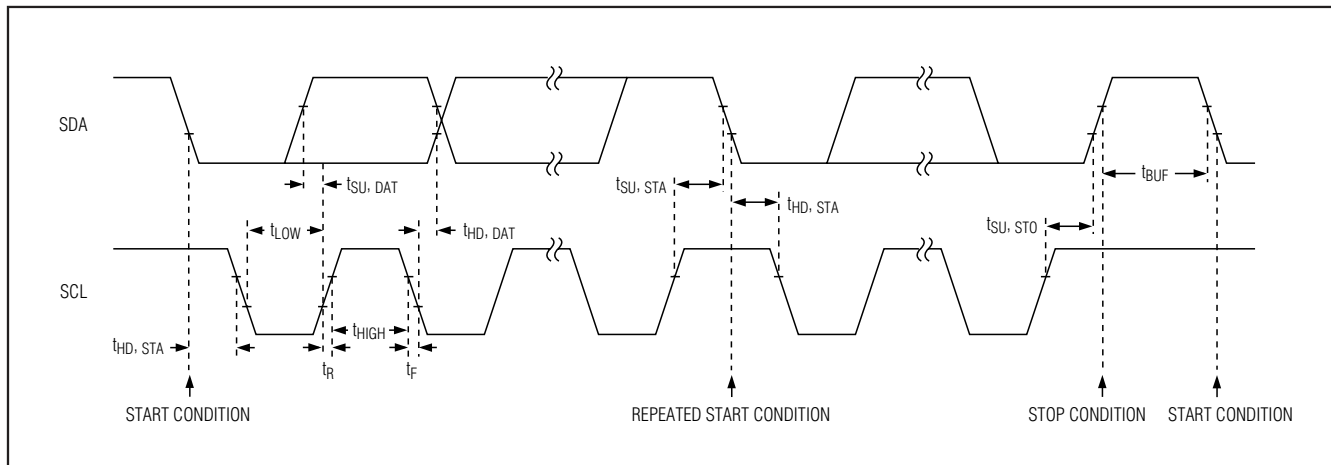 SDA
tSU, DAT
tSU, STA
tBUF
tHD, STA
tLOW
tHD, DAT
tSU, STO
SCL
tHIGH
tHD, STA
tR
tF
START CONDITION
REPEATED START CONDITION
STOP CONDITION
START CONDITION